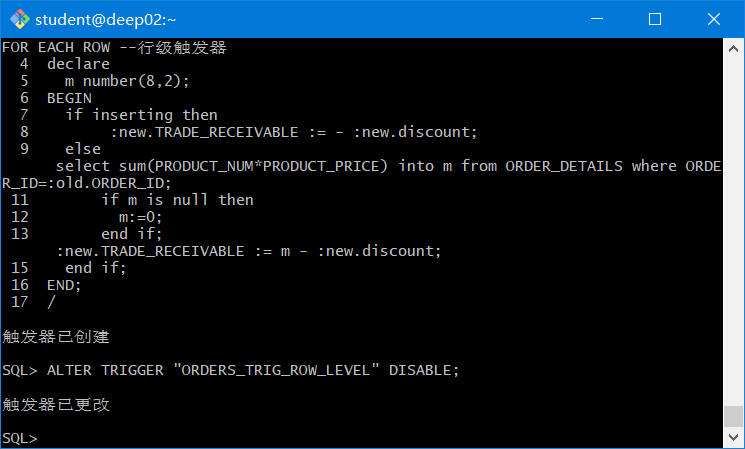 student@deep02:~
FOR EACH ROW --行级触发器
  4  declare
  5    m number(8,2);
  6  BEGIN
  7    if inserting then
  8         :new.TRADE_RECEIVABLE := - :new.discount;
  9    else
      select sum(PRODUCT_NUM*PRODUCT_PRICE) into m from ORDER_DETAILS where ORDE
R_ID=:old.ORDER_ID;
 11        if m is null then
 12          m:=0;
 13        end if;
      :new.TRADE_RECEIVABLE := m - :new.discount;
 15    end if;
 16  END;
 17  /
触发器已创建
SQL> ALTER TRIGGER "ORDERS_TRIG_ROW_LEVEL" DISABLE;
触发器已更改
SQL>